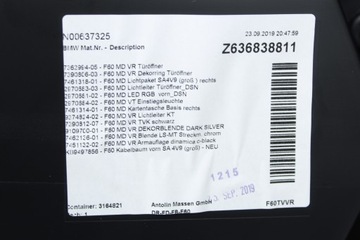 N00637325
23.09.2019 20:47:59
BMW Mat.Nr. - Description
Z636838811
F60 MD VR Türöffner
F60 MD VR Dekorring Türöffner
F60 MD Lichtpaket SA4V9 (groß) rechts
F60 MD Lichtleiter Türöffner_DSN
F60 MD LED RGB vorn_DSN
F60 MD VT Einstiegsleuchte
F60 MD Kartentasche Basis rechts
F60 MD VR Lichtleiter KT
F60 MD VR TVK schwarz
F60 MD VR DEKORBLENDE DARK SILVER
F60 MD VR Blende LS-MT Streckm. chrom
F60 MD VR Armauflage dinamica c-black
F60 Kabelbaum vorn SA 4V9 (groß) - NEU
1215
SEP. 2019
Container: 3164821
Antolin Massen GmbH
F60TVVR